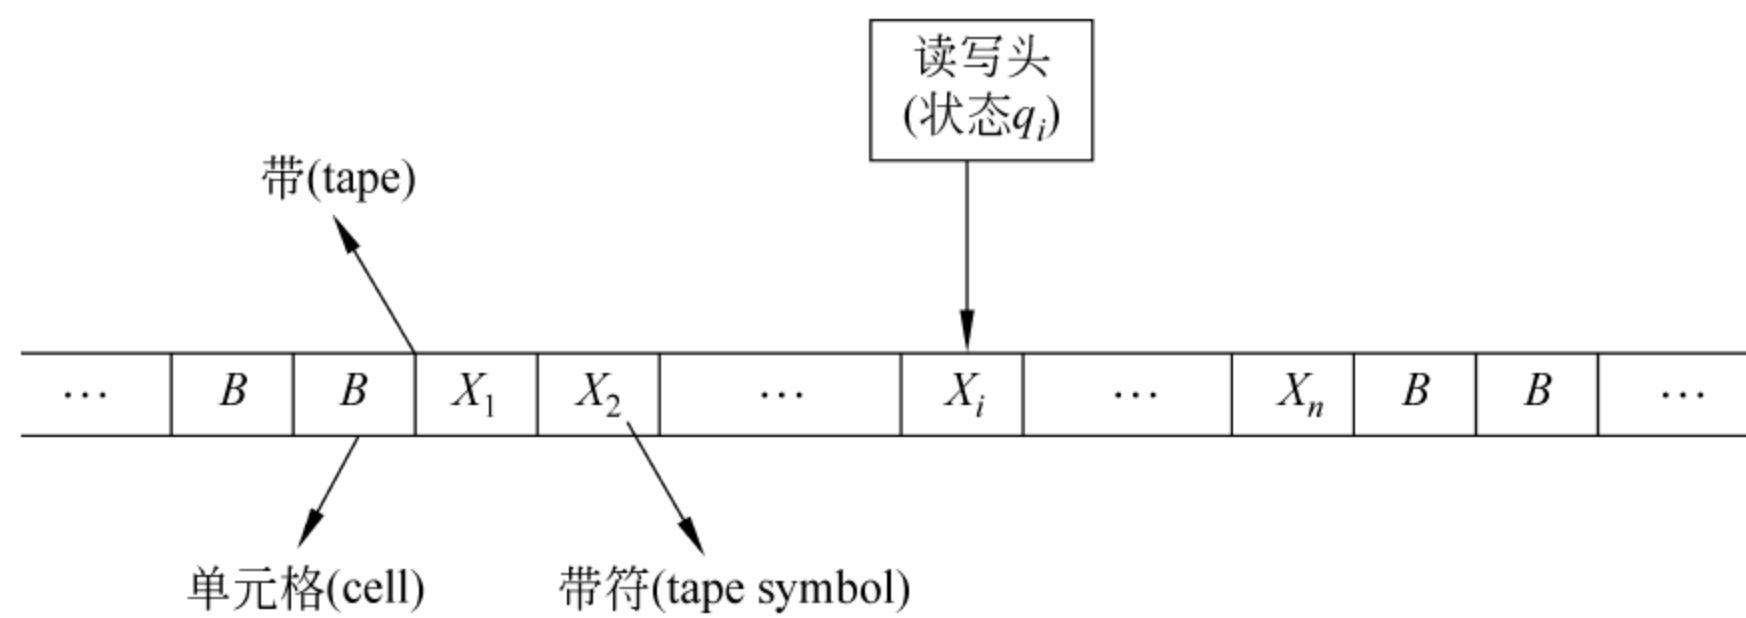 读写头
(状态qi)
带(tape)
… B B X1 X2 … Xi … Xn B B …
单元格(cell)
带符(tape symbol)